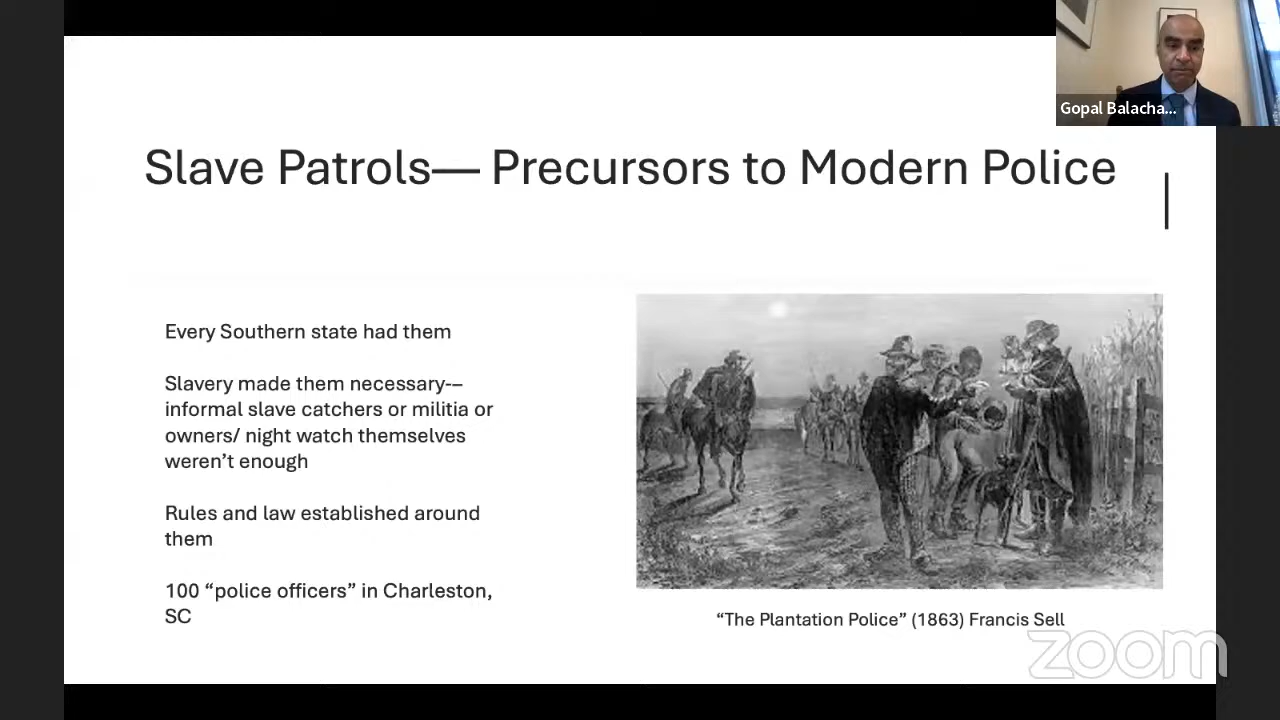 Gopal Balacha...
Slave Patrols— Precursors to Modern Police
Every Southern state had them
Slavery made them necessary-–
informal slave catchers or militia or
owners/ night watch themselves
weren’t enough
Rules and law established around
them
100 “police officers” in Charleston,
SC
“The Plantation Police” (1863) Francis Sell
zoom